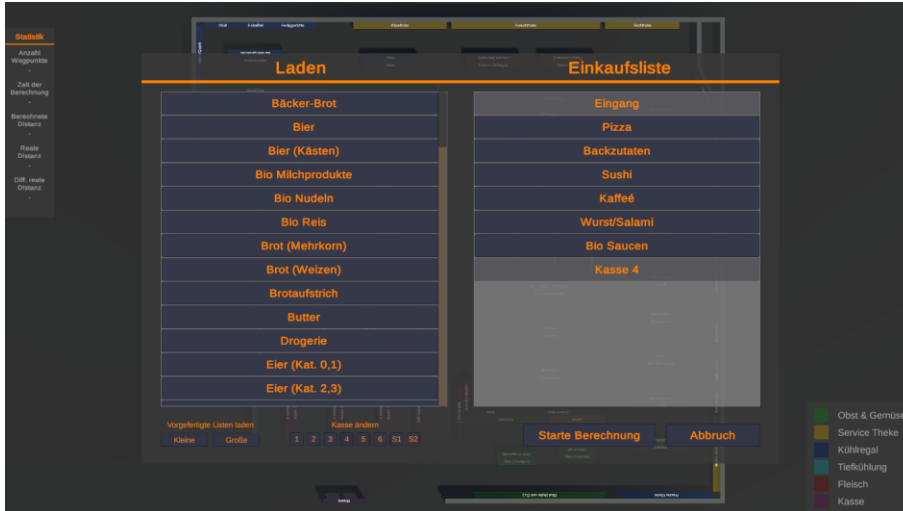 Statistik
Anzahl
Wegpunkte
-
Zeit der
Berechnung
-
Berechnete
Distanz
-
Reale
Distanz
-
Diff. reale
Distanz
-
Laden
Bäcker-Brot
Bier
Bier (Kästen)
Bio Milchprodukte
Bio Nudeln
Bio Reis
Brot (Mehrkorn)
Brot (Weizen)
Brotaufstrich
Butter
Drogerie
Eier (Kat. 0,1)
Eier (Kat. 2,3)
Vorgefertigte Listen laden
Kleine Große
Kasse ändern
1 2 3 4 5 6 S1 S2
Einkaufsliste
Eingang
Pizza
Backzutaten
Sushi
Kaffeé
Wurst/Salami
Bio Saucen
Kasse 4
Starte Berechnung Abbruch
Obst & Gemüse
Service Theke
Kühlregal
Tiefkühlung
Fleisch
Kasse